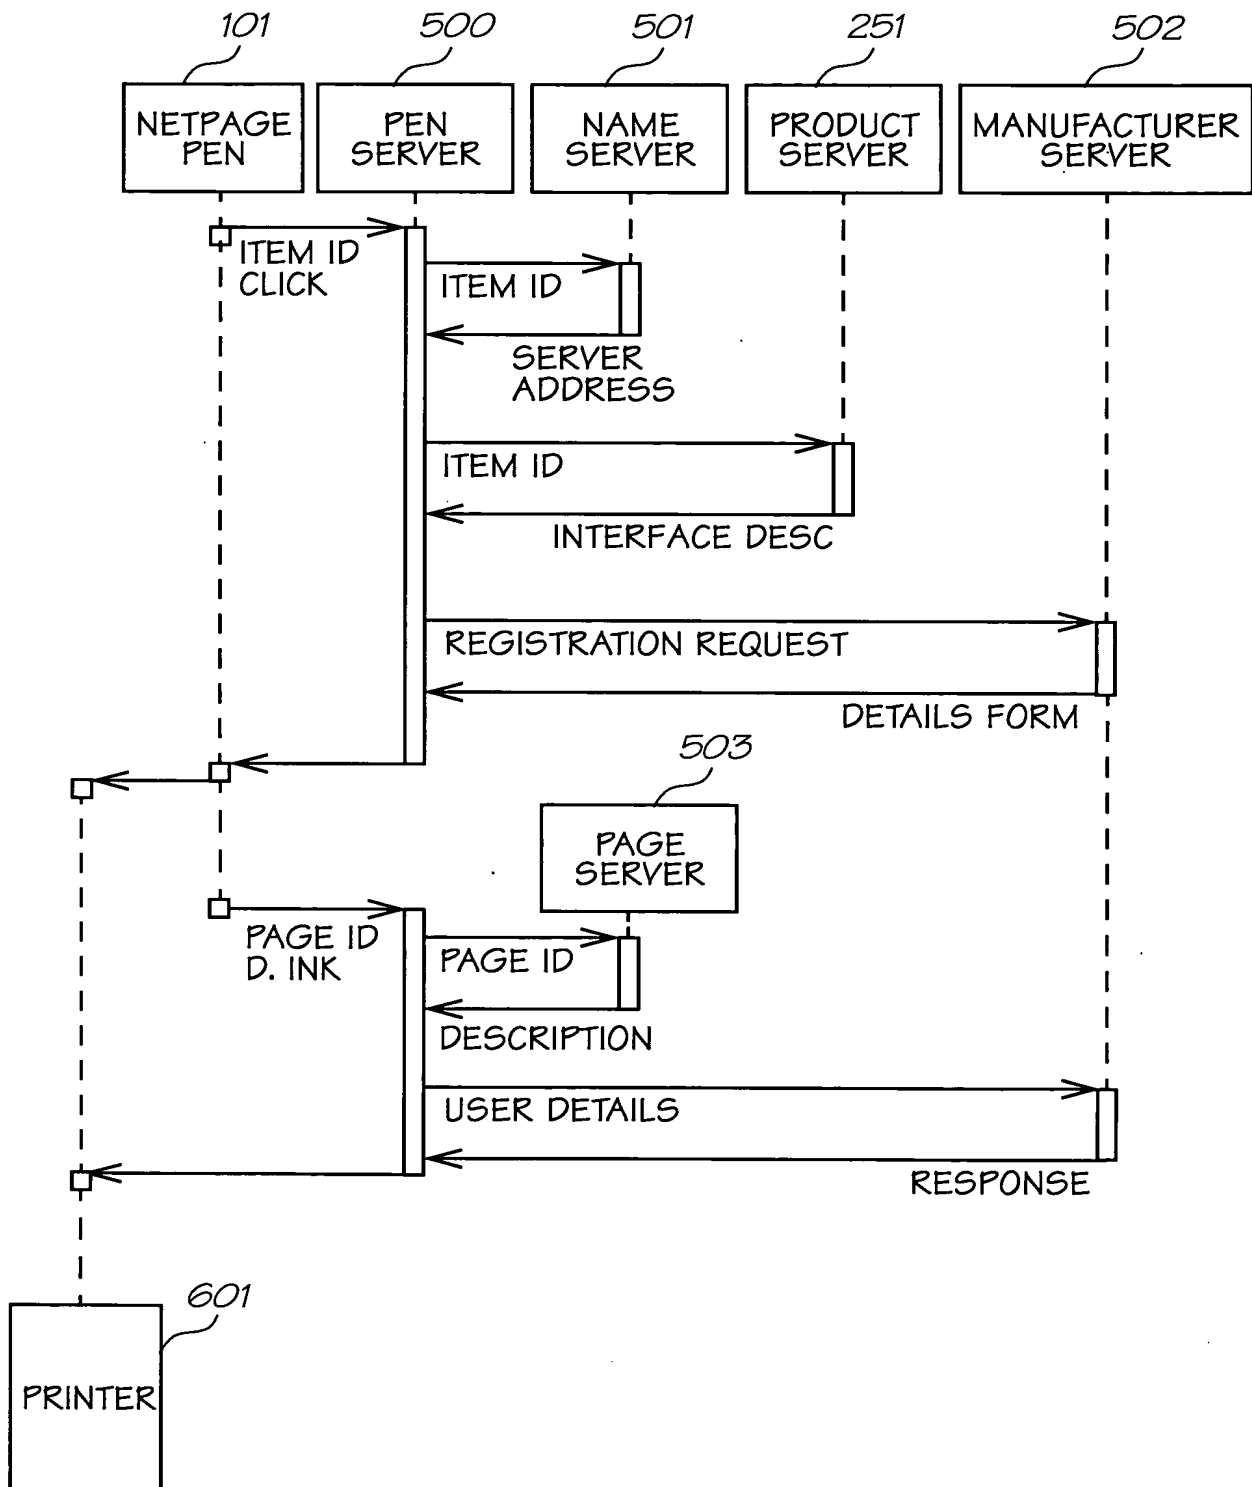 101
500
501
251
502
NETPAGE
PEN
PEN
SERVER
NAME
SERVER
PRODUCT
SERVER
MANUFACTURER
SERVER
ITEM ID
CLICK
ITEM ID
SERVER
ADDRESS
ITEM ID
INTERFACE DESC
REGISTRATION REQUEST
DETAILS FORM
503
PAGE
SERVER
PAGE ID
D. INK
PAGE ID
DESCRIPTION
USER DETAILS
RESPONSE
601
PRINTER